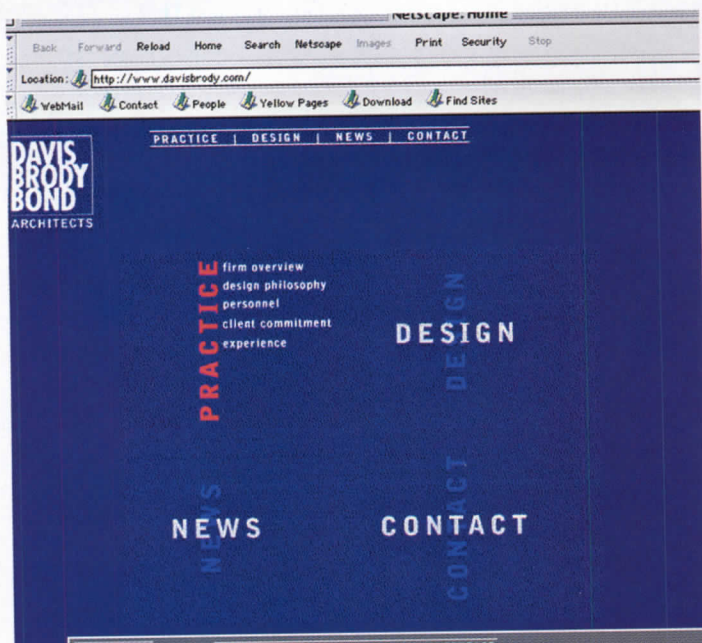 Netscape: Home
Back Forward Reload Home Search Netscape Images Print Security Stop
Location: http://www.davisbrody.com/
WebMail Contact People Yellow Pages Download Find Sites
PRACTICE | DESIGN | NEWS | CONTACT
DAVIS
BRODY
BOND
ARCHITECTS
PRACTICE
firm overview
design philosophy
personnel
client commitment
experience
DESIGN
DESIGN
NEWS
NEWS
CONTACT
CONTACT